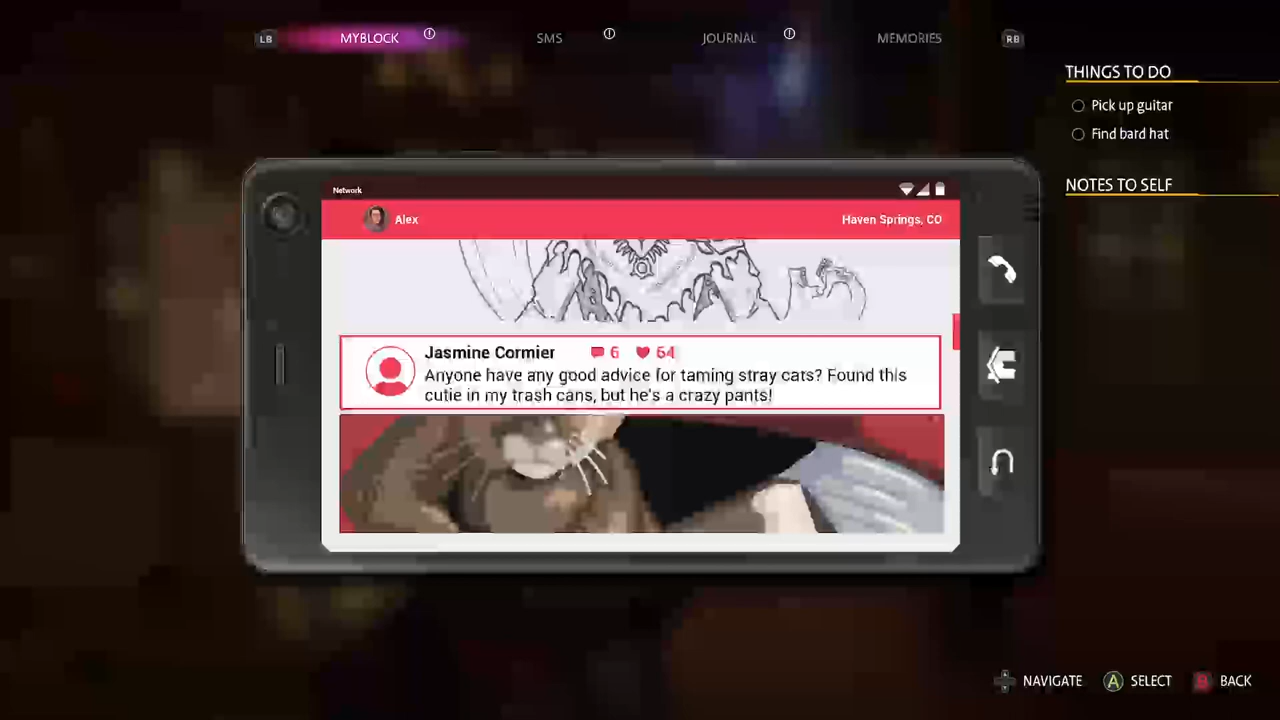 LB MYBLOCK SMS JOURNAL MEMORIES RB
THINGS TO DO
Pick up guitar
Find bard hat
NOTES TO SELF
Network
Alex Haven Springs, CO
Jasmine Cormier 6 64
Anyone have any good advice for taming stray cats? Found this
cutie in my trash cans, but he's a crazy pants!
NAVIGATE A SELECT B BACK